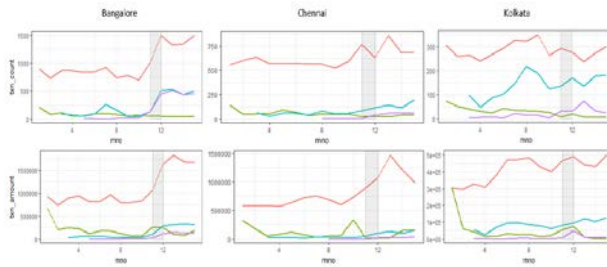 Bangalore
Chennai
Kolkata
txn_count
1500
1000
500
0
4
8
12
mno
750
500
250
0
4
8
12
mno
300
200
100
0
4
8
12
mno
txn_amount
1500000
1000000
500000
0
4
8
12
mno
1500000
1000000
500000
0
4
8
12
mno
5e+05
4e+05
3e+05
2e+05
1e+05
0e+00
4
8
12
mno